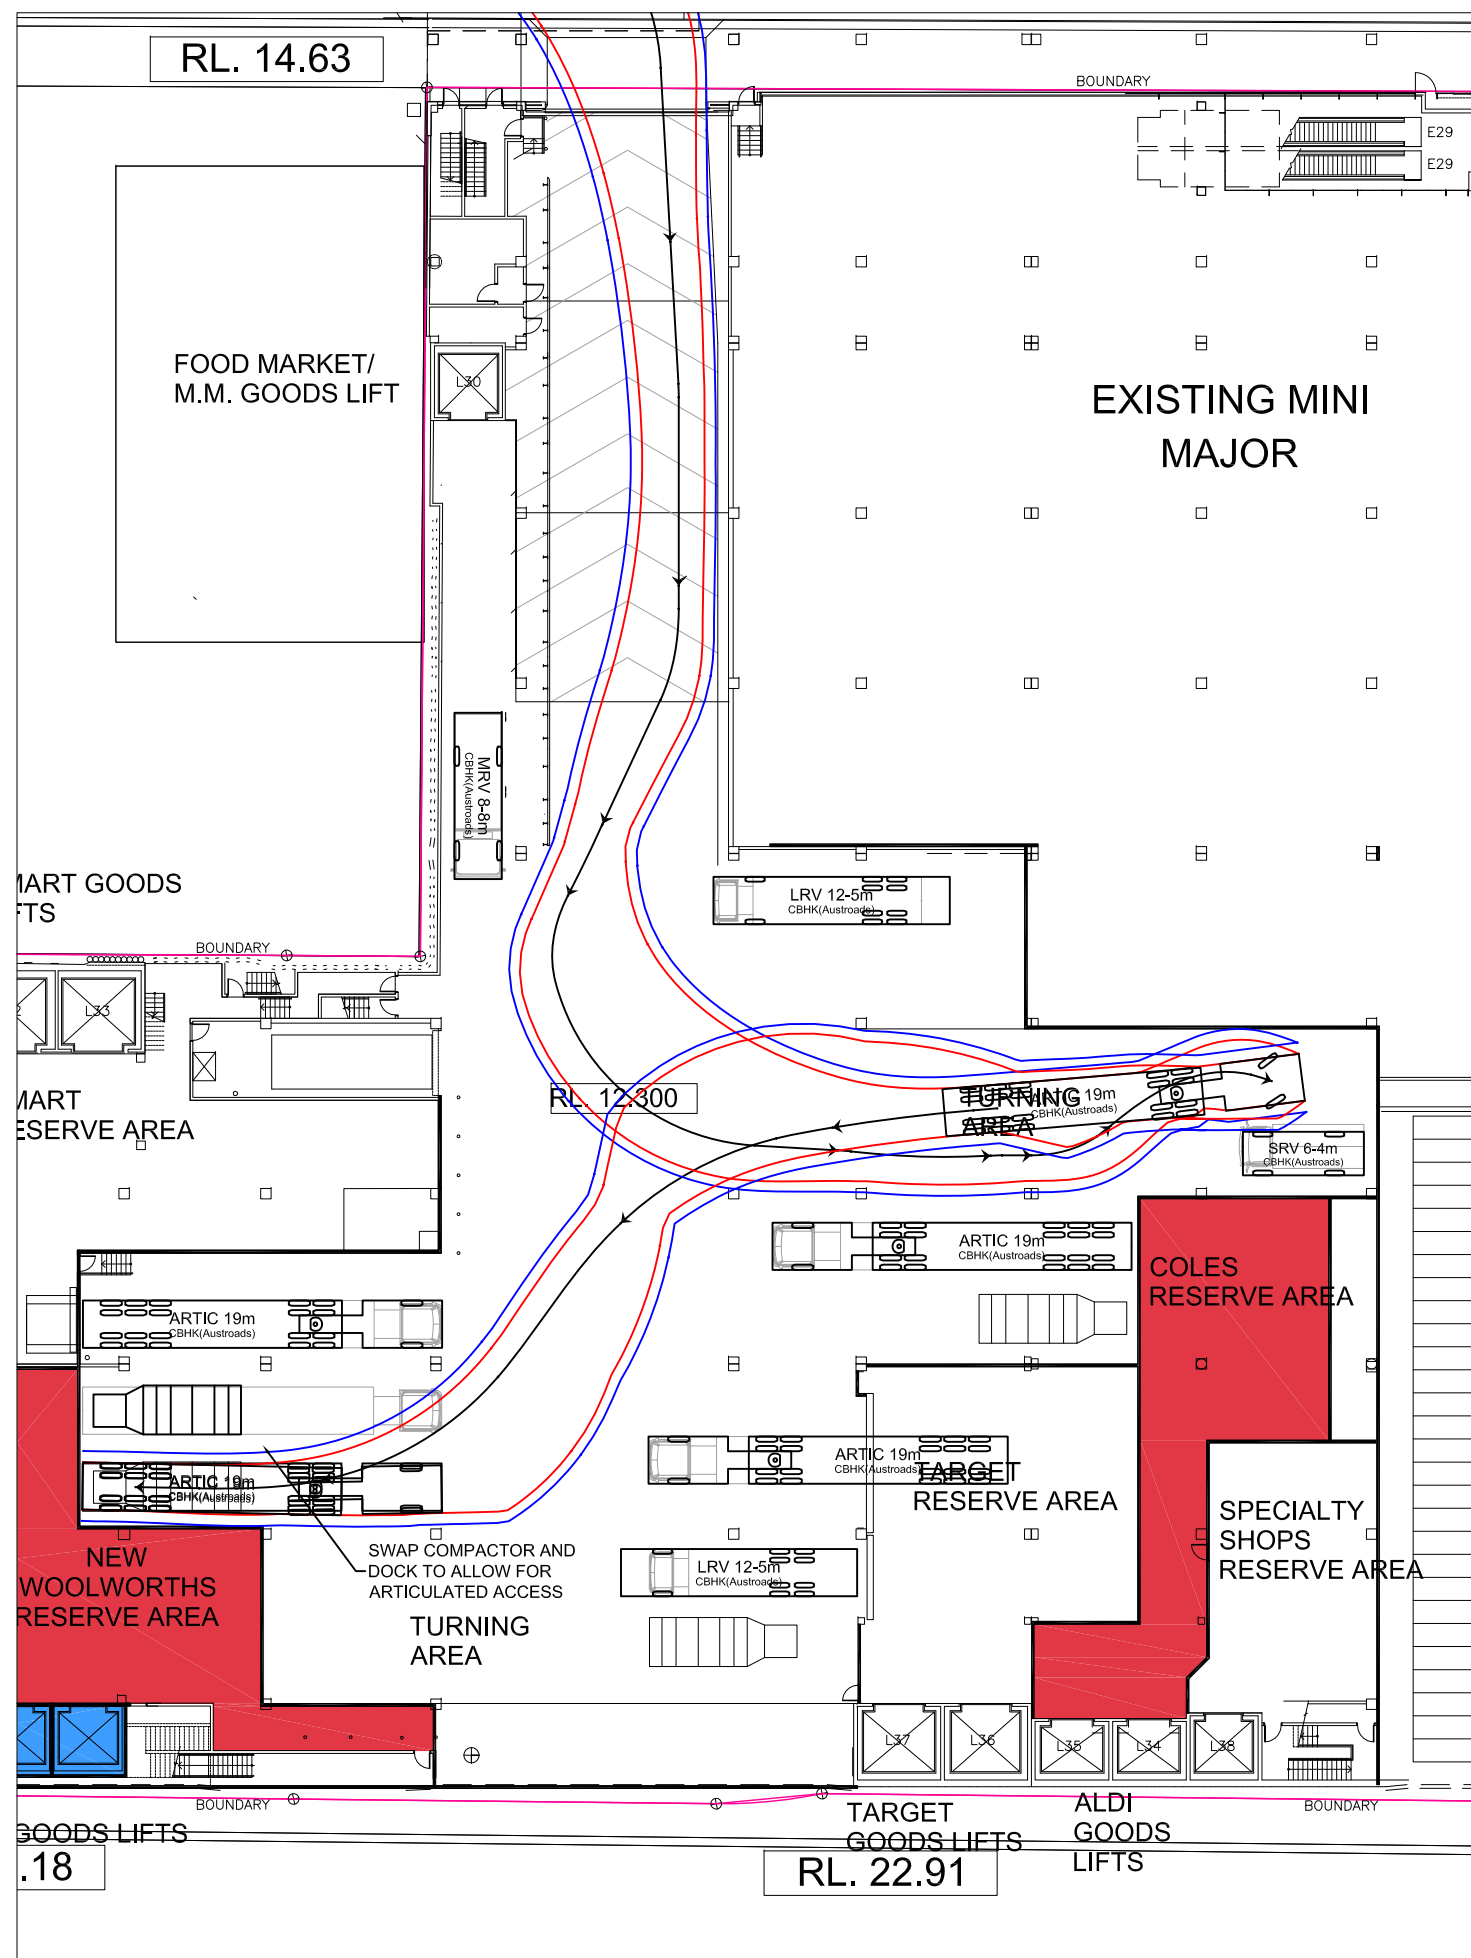 RL. 14.63
BOUNDARY
E29
E29
FOOD MARKET/
M.M. GOODS LIFT
L30
EXISTING MINI
MAJOR
MRV 8-8m
CBHK(Austroads)
LRV 12-5m
CBHK(Austroads)
MART GOODS
FTS
BOUNDARY
2
L33
MART
ESERVE AREA
RL. 12.300
TURNING
AREA
ARTIC 19m
CBHK(Austroads)
SRV 6-4m
CBHK(Austroads)
ARTIC 19m
CBHK(Austroads)
COLES
RESERVE AREA
ARTIC 19m
CBHK(Austroads)
ARTIC 19m
CBHK(Austroads)
TARGET
RESERVE AREA
ARTIC 19m
CBHK(Austroads)
SPECIALTY
SHOPS
RESERVE AREA
SWAP COMPACTOR AND
DOCK TO ALLOW FOR
ARTICULATED ACCESS
NEW
WOOLWORTHS
RESERVE AREA
LRV 12-5m
CBHK(Austroads)
TURNING
AREA
L37
L36
L35
L34
L38
BOUNDARY
BOUNDARY
TARGET
GOODS LIFTS
ALDI
GOODS
LIFTS
GOODS LIFTS
.18
RL. 22.91